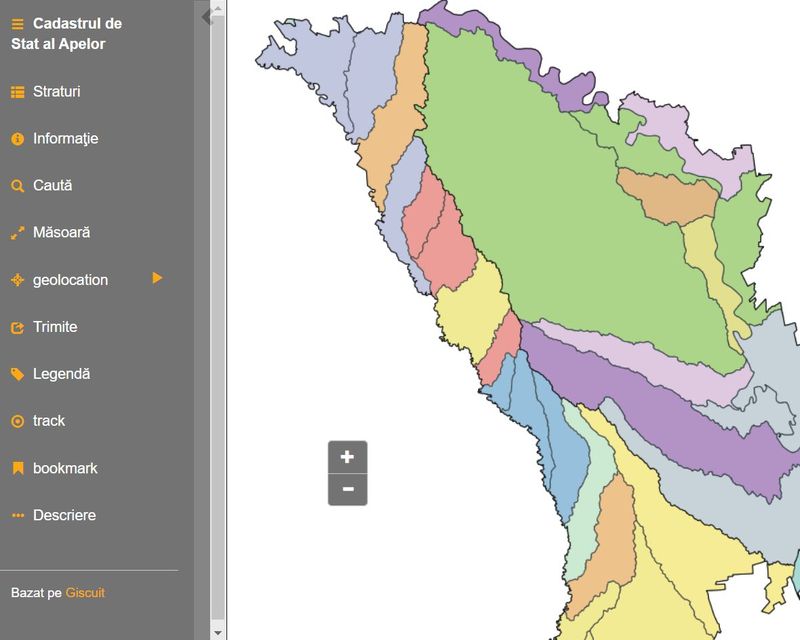 Cadastrul de
Stat al Apelor
Straturi
Informaţie
Caută
Măsoară
geolocation
Trimite
Legendă
track
bookmark
Descriere
Bazat pe Giscuit
+
−